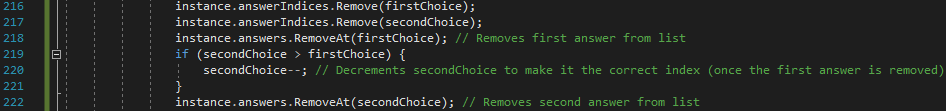 216 instance.answerIndices.Remove(firstChoice);
217 instance.answerIndices.Remove(secondChoice);
218 instance.answers.RemoveAt(firstChoice); // Removes first answer from list
219 if (secondChoice > firstChoice) {
220 secondChoice--; // Decrements secondChoice to make it the correct index (once the first answer is removed)
221 }
222 instance.answers.RemoveAt(secondChoice); // Removes second answer from list